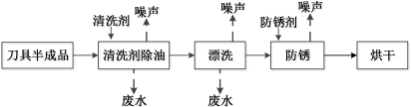 清洗剂 噪声 噪声 防锈剂 噪声
刀具半成品 清洗剂除油 漂洗 防锈 烘干
废水 废水